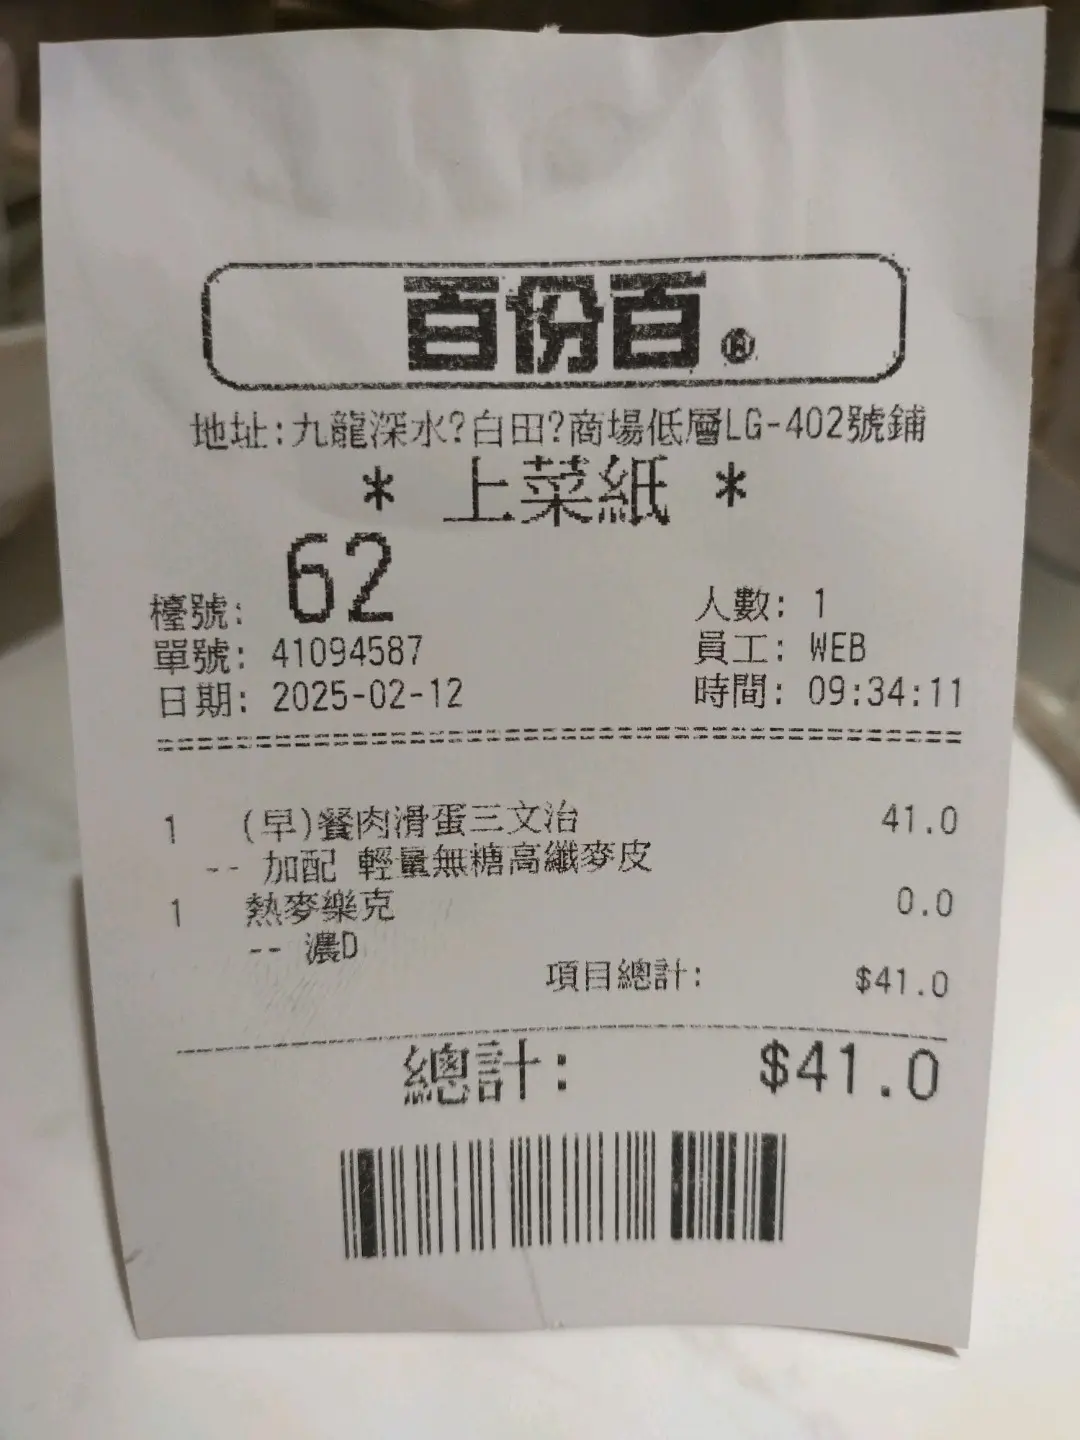 百份百®
地址:九龍深水?白田?商場低層LG-402號鋪
* 上菜紙 *
檯號: 62
人數: 1
單號: 41094587
員工: WEB
日期: 2025-02-12
時間: 09:34:11
1 (早)餐肉滑蛋三文治 41.0
-- 加配 輕量無糖高纖麥皮
1 熱麥樂克 0.0
-- 濃D
項目總計: $41.0
總計: $41.0